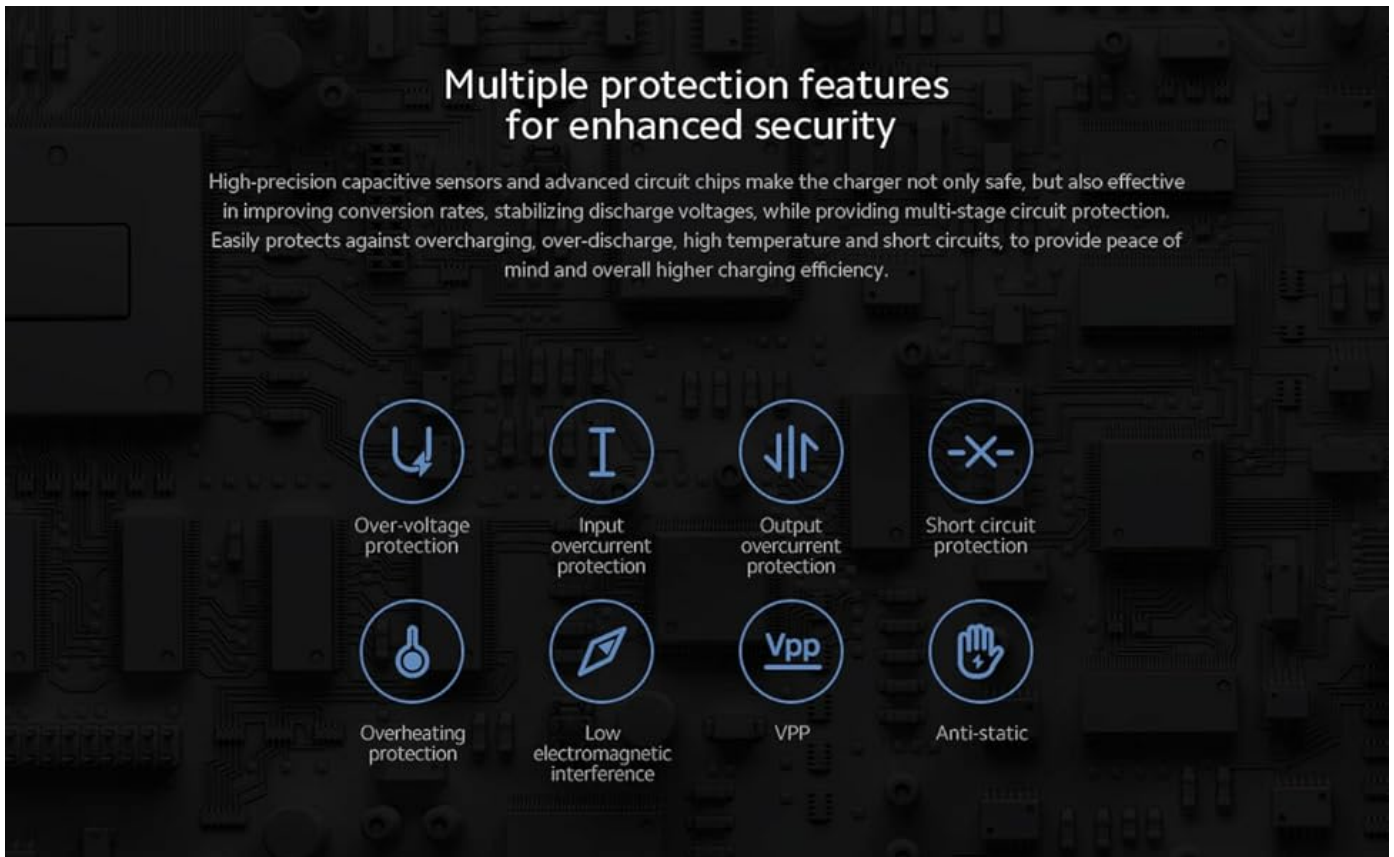 Multiple protection features
for enhanced security
High-precision capacitive sensors and advanced circuit chips make the charger not only safe, but also effective
in improving conversion rates, stabilizing discharge voltages, while providing multi-stage circuit protection.
Easily protects against overcharging, over-discharge, high temperature and short circuits, to provide peace of
mind and overall higher charging efficiency.
Over-voltage
protection
Input
overcurrent
protection
Output
overcurrent
protection
Short circuit
protection
Overheating
protection
Low
electromagnetic
interference
Vpp
VPP
Anti-static